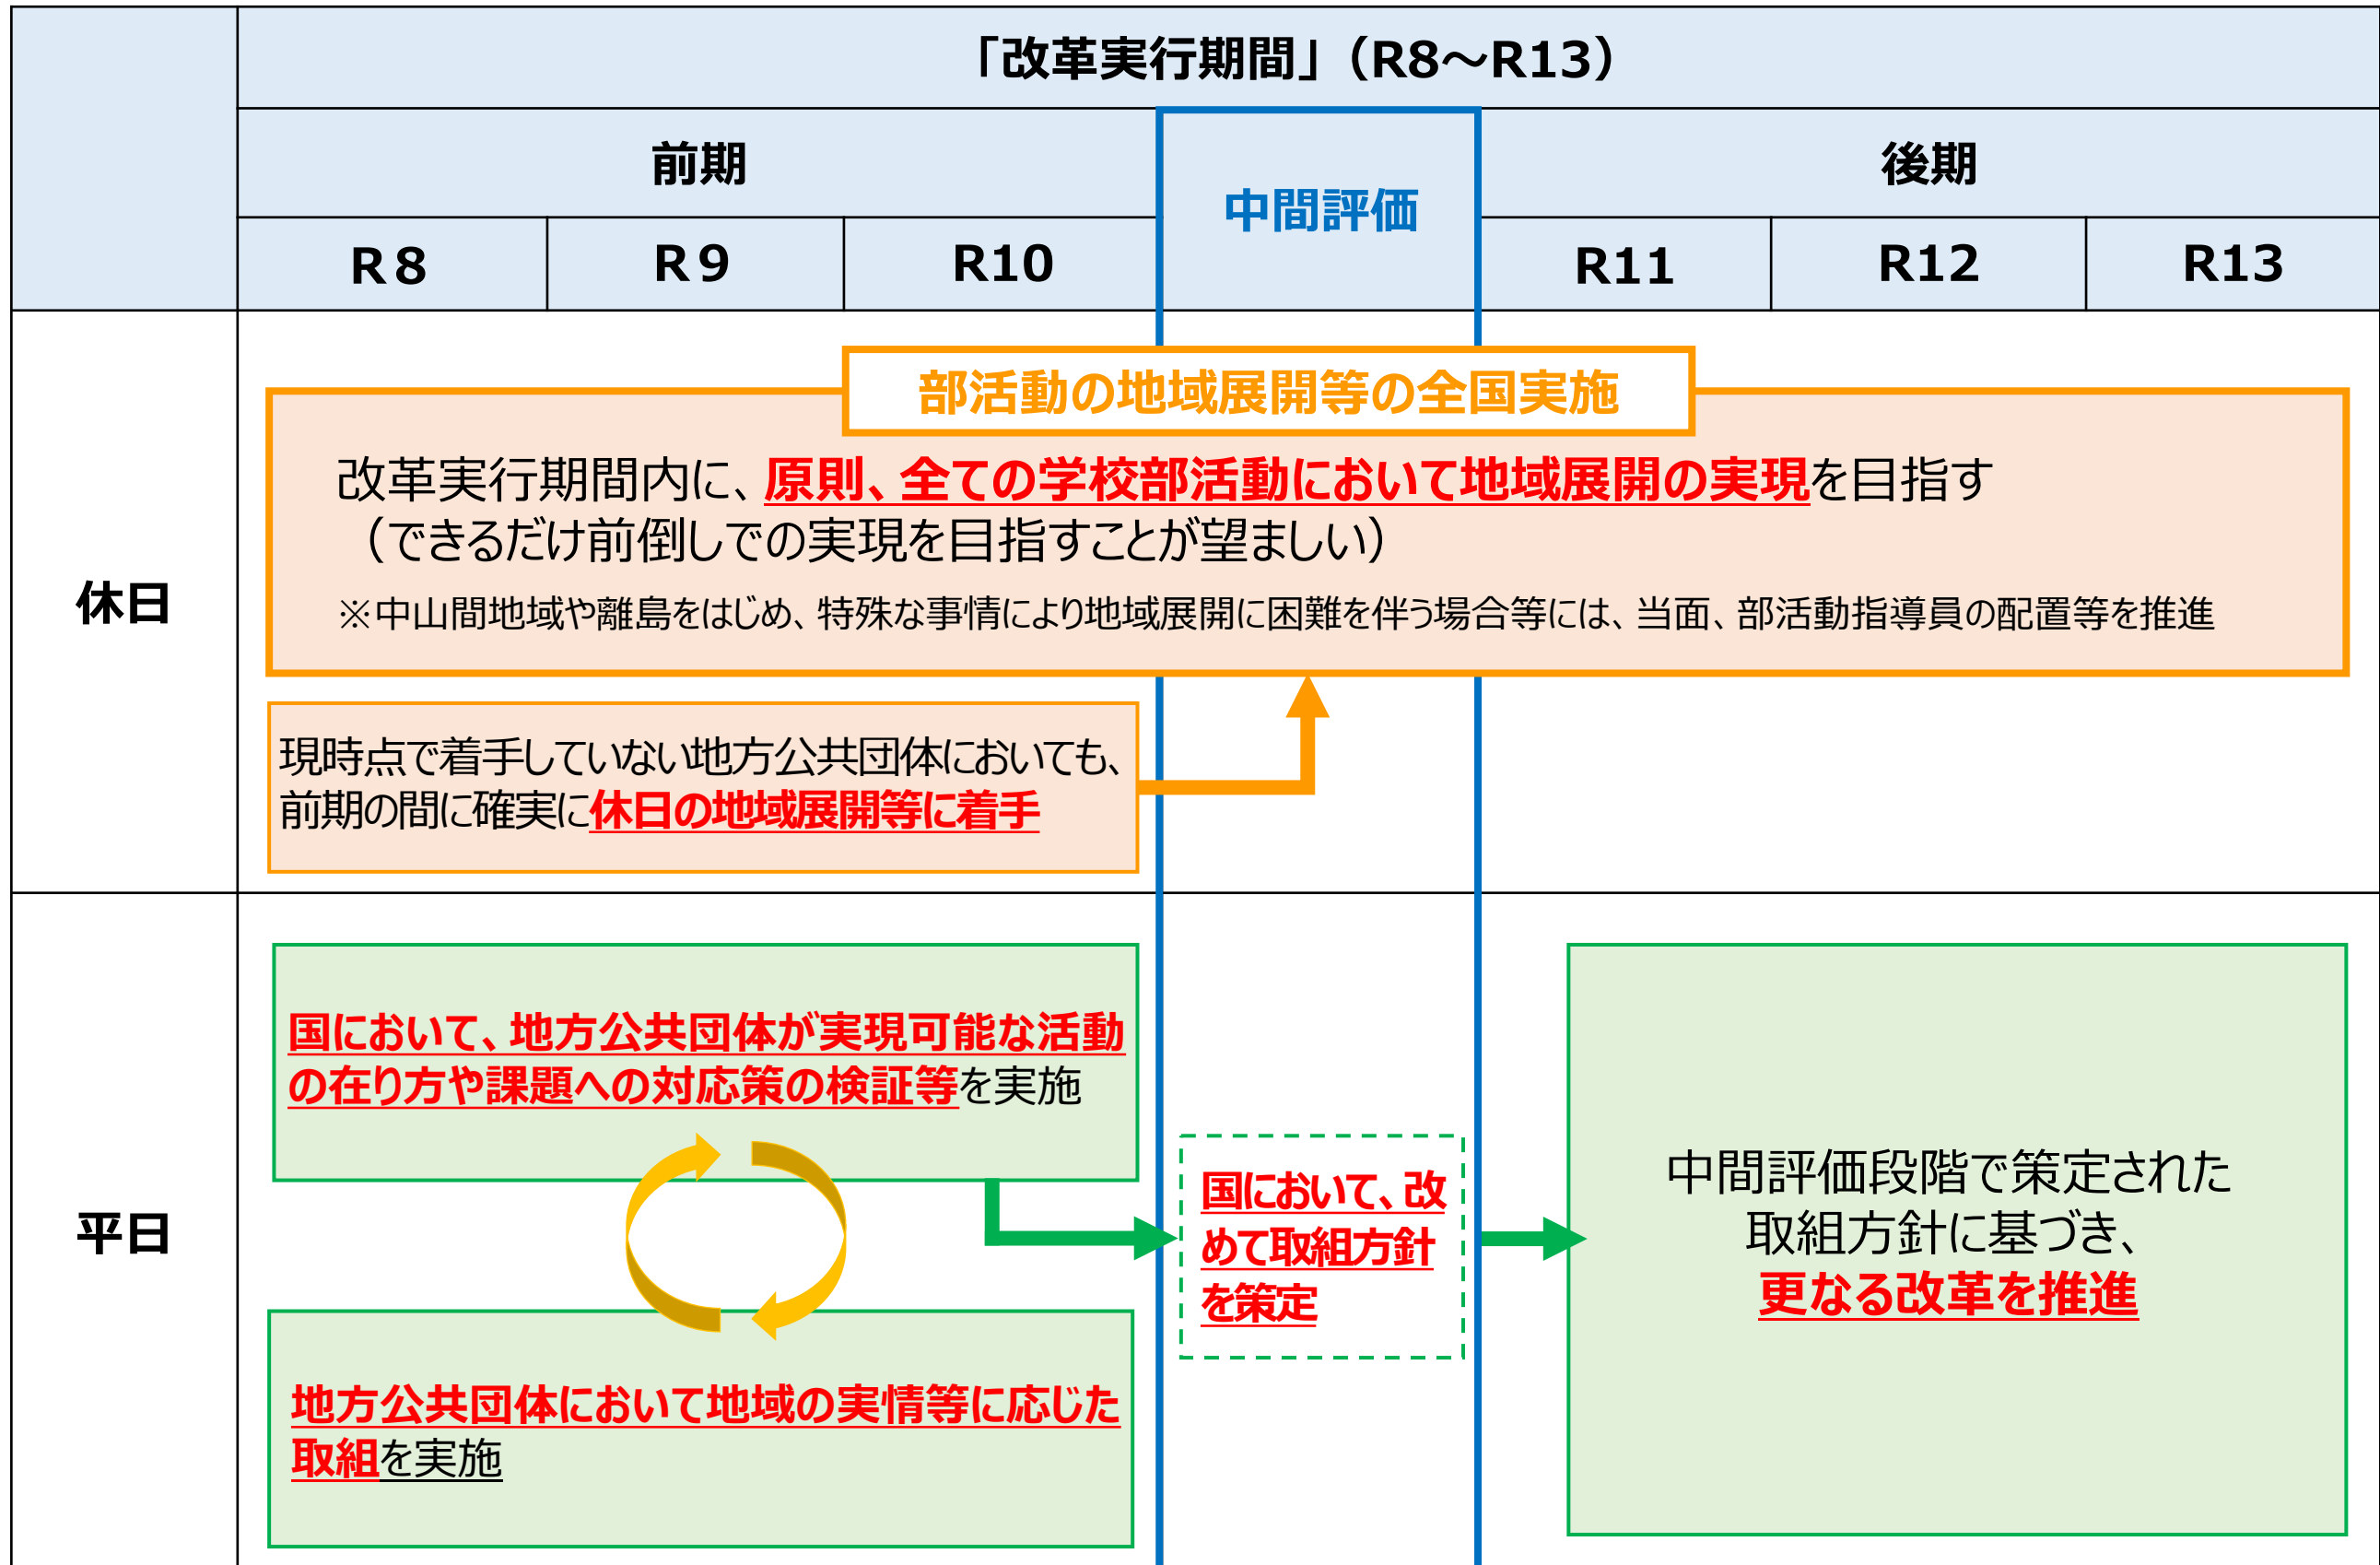 「改革実行期間」（R8～R13）
前期
中間評価
後期
R８
R９
R10
R11
R12
R13
休日
部活動の地域展開等の全国実施
改革実行期間内に、原則、全ての学校部活動において地域展開の実現を目指す
（できるだけ前倒しでの実現を目指すことが望ましい）
※中山間地域や離島をはじめ、特殊な事情により地域展開に困難を伴う場合等には、当面、部活動指導員の配置等を推進
現時点で着手していない地方公共団体においても、
前期の間に確実に休日の地域展開等に着手
平日
国において、地方公共団体が実現可能な活動
の在り方や課題への対応策の検証等を実施
地方公共団体において地域の実情等に応じた
取組を実施
国において、改
めて取組方針
を策定
中間評価段階で策定された
取組方針に基づき、
更なる改革を推進